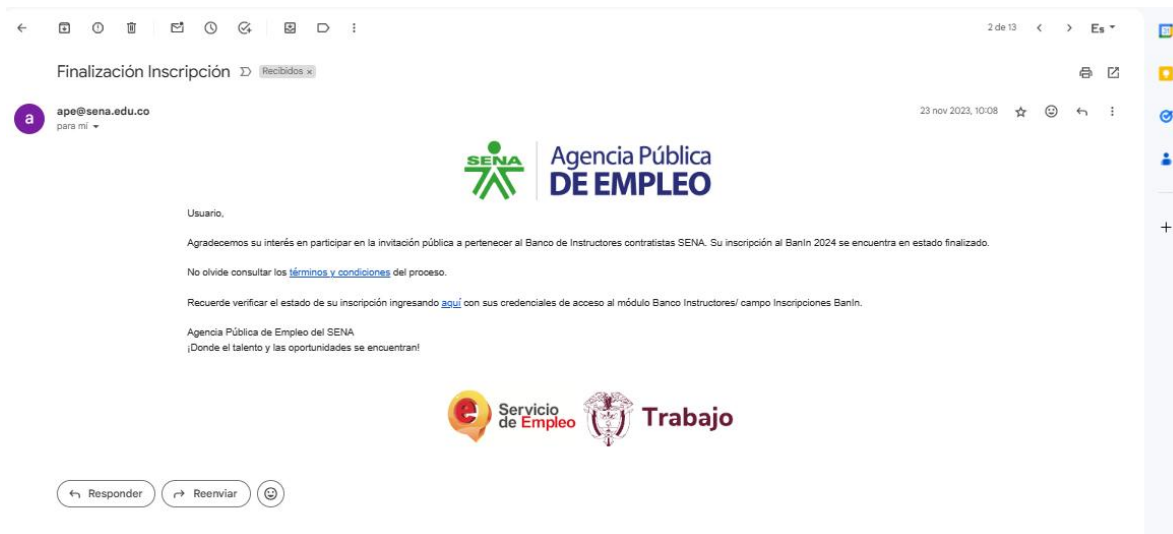 2 de 13
Es
Finalización Inscripción
Recibidos x
a
ape@sena.edu.co
23 nov 2023, 10:08
para mí
SENA
Agencia Pública
DE EMPLEO
Usuario,
Agradecemos su interés en participar en la invitación pública a pertenecer al Banco de Instructores contratistas SENA. Su inscripción al BanIn 2024 se encuentra en estado finalizado.
No olvide consultar los términos y condiciones del proceso.
Recuerde verificar el estado de su inscripción ingresando aquí con sus credenciales de acceso al módulo Banco Instructores/ campo Inscripciones BanIn.
Agencia Pública de Empleo del SENA
¡Donde el talento y las oportunidades se encuentran!
e
Servicio
de Empleo
Trabajo
Responder
Reenviar